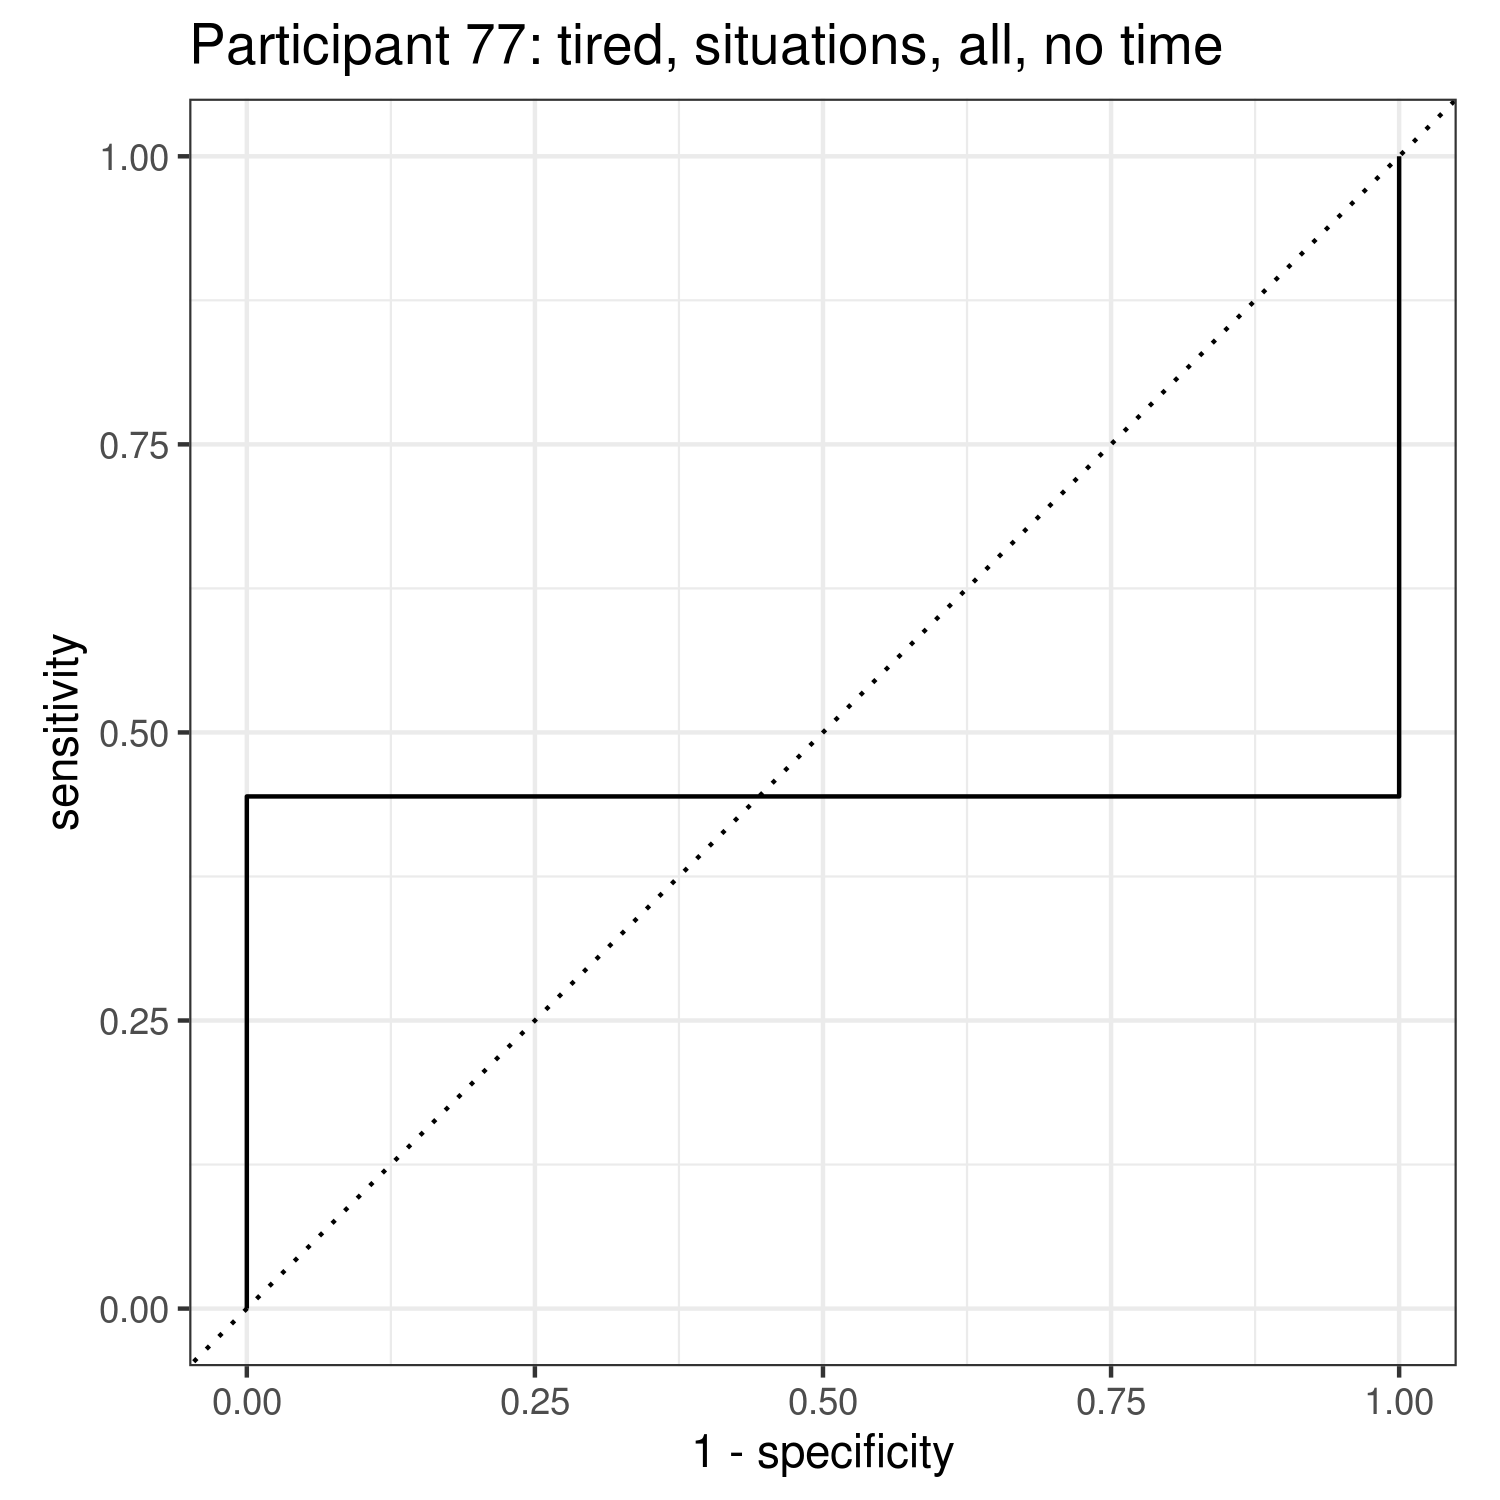 Participant 77: tired, situations, all, no time
1.00
0.75
0.50
0.25
0.00
sensitivity
0.00 0.25 0.50 0.75 1.00
1 - specificity